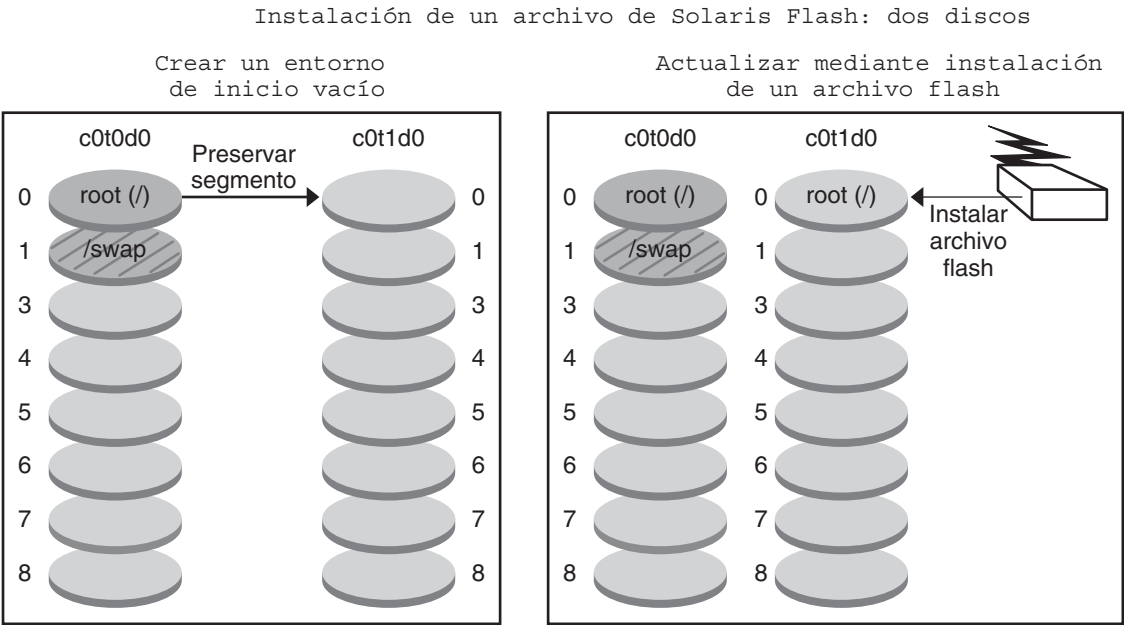 Instalación de un archivo de Solaris Flash: dos discos
Crear un entorno
de inicio vacío
c0t0d0
c0t1d0
Preservar
segmento
0
root (/)
0
1
/swap
1
3
3
4
4
5
5
6
6
7
7
8
8
Actualizar mediante instalación
de un archivo flash
c0t0d0
c0t1d0
0
root (/)
0
root (/)
Instalar
archivo
flash
1
/swap
1
3
3
4
4
5
5
6
6
7
7
8
8